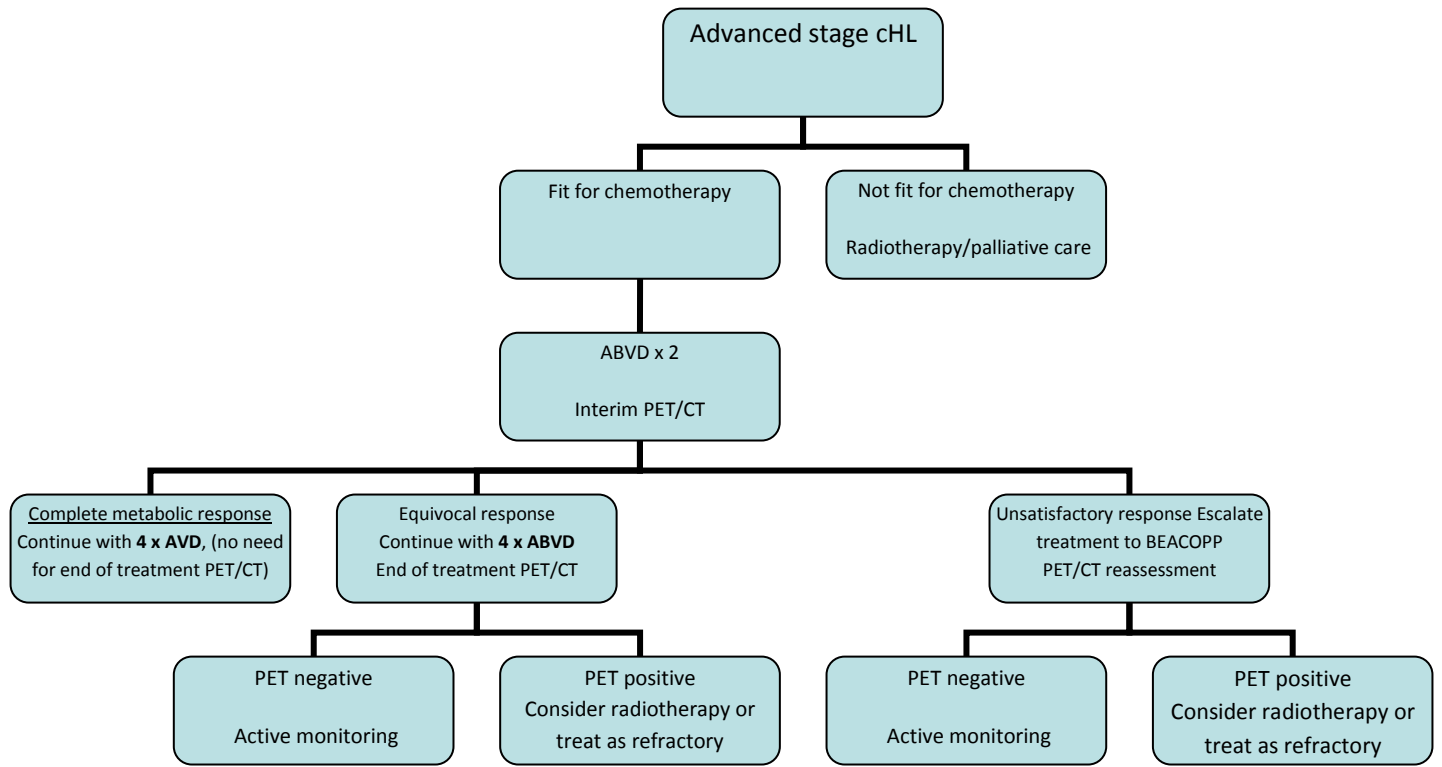 Advanced stage cHL
Fit for chemotherapy
Not fit for chemotherapy
Radiotherapy/palliative care
ABVD x 2
Interim PET/CT
Complete metabolic response
Continue with 4 x AVD, (no need
for end of treatment PET/CT)
Equivocal response
Continue with 4 x ABVD
End of treatment PET/CT
Unsatisfactory response Escalate
treatment to BEACOPP
PET/CT reassessment
PET negative
Active monitoring
PET positive
Consider radiotherapy or
treat as refractory
PET negative
Active monitoring
PET positive
Consider radiotherapy or
treat as refractory